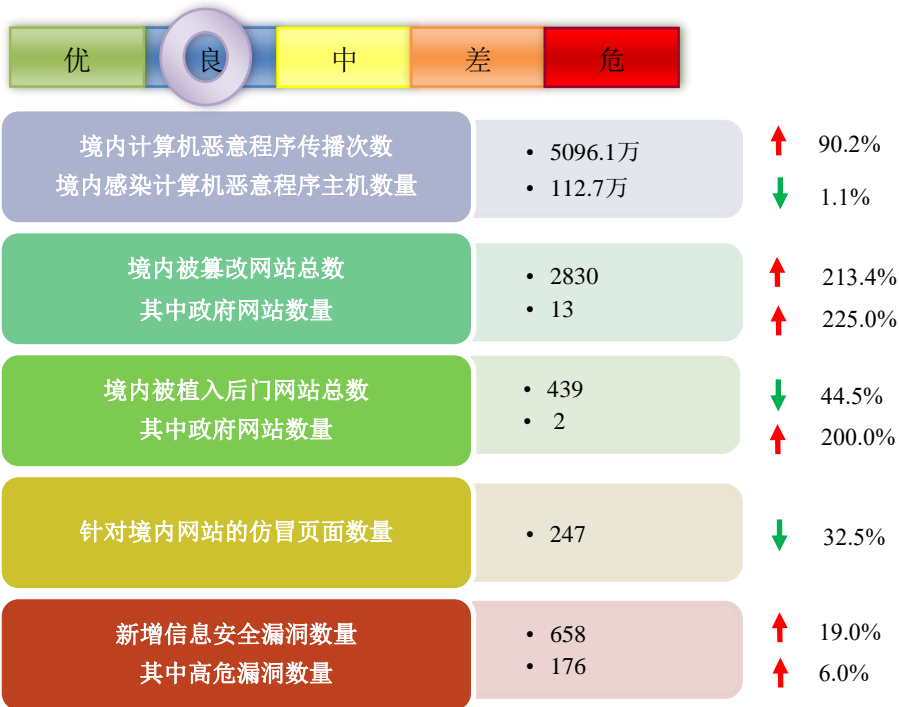 优 良 中 差 危
境内计算机恶意程序传播次数 • 5096.1万 90.2%
境内感染计算机恶意程序主机数量 • 112.7万 1.1%
境内被篡改网站总数 • 2830 213.4%
其中政府网站数量 • 13 225.0%
境内被植入后门网站总数 • 439 44.5%
其中政府网站数量 • 2 200.0%
针对境内网站的仿冒页面数量 • 247 32.5%
新增信息安全漏洞数量 • 658 19.0%
其中高危漏洞数量 • 176 6.0%